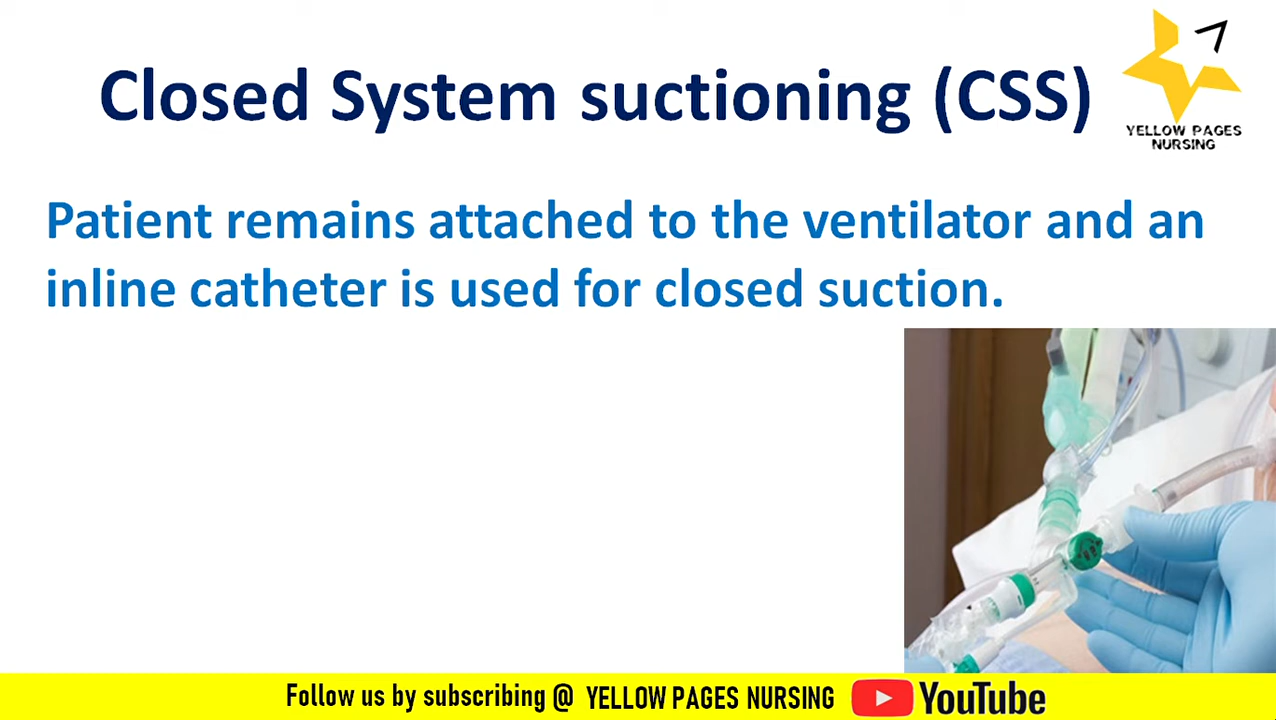 Closed System suctioning (CSS)
YELLOW PAGES
NURSING
Patient remains attached to the ventilator and an
inline catheter is used for closed suction.
Follow us by subscribing @ YELLOW PAGES NURSING YouTube